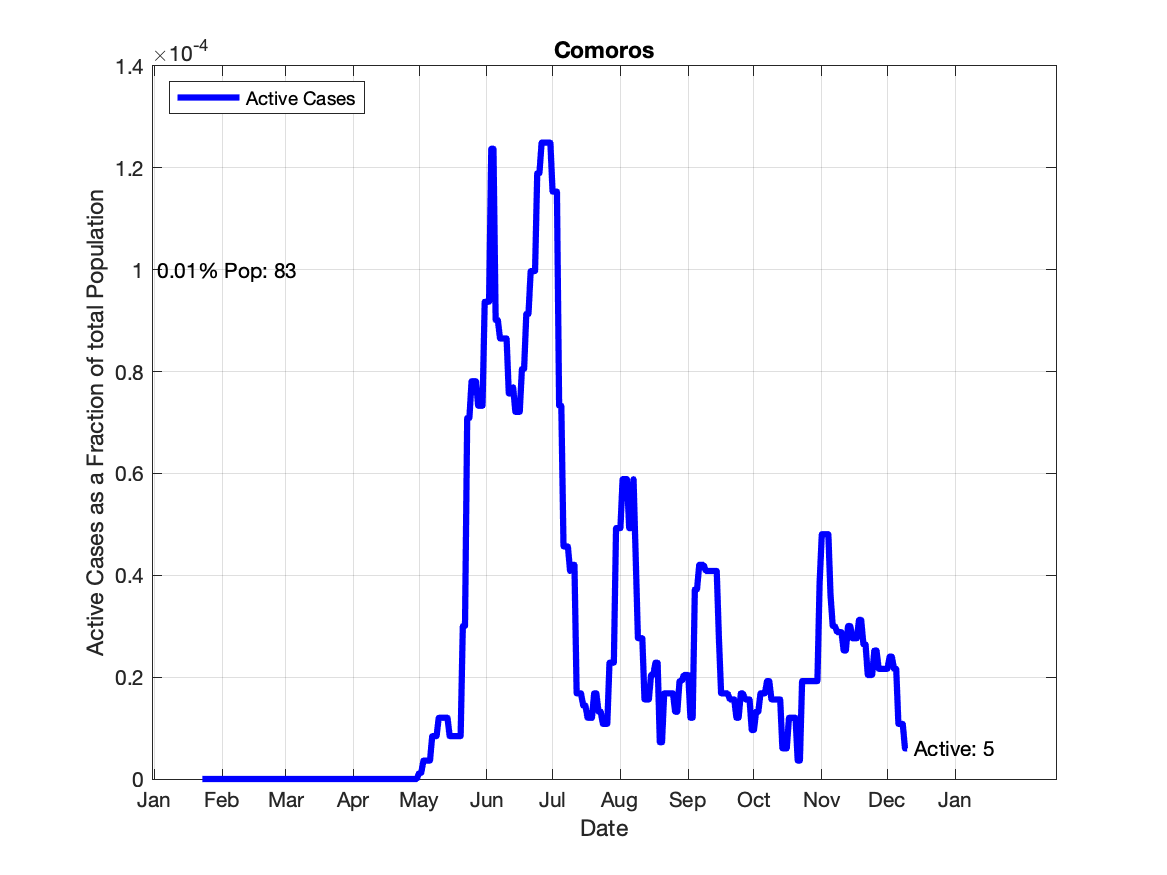 Comoros
×10-4
1.4
1.2
1
0.8
0.6
0.4
0.2
0
Active Cases
0.01% Pop: 83
Active: 5
Active Cases as a Fraction of total Population
Jan Feb Mar Apr May Jun Jul Aug Sep Oct Nov Dec Jan
Date